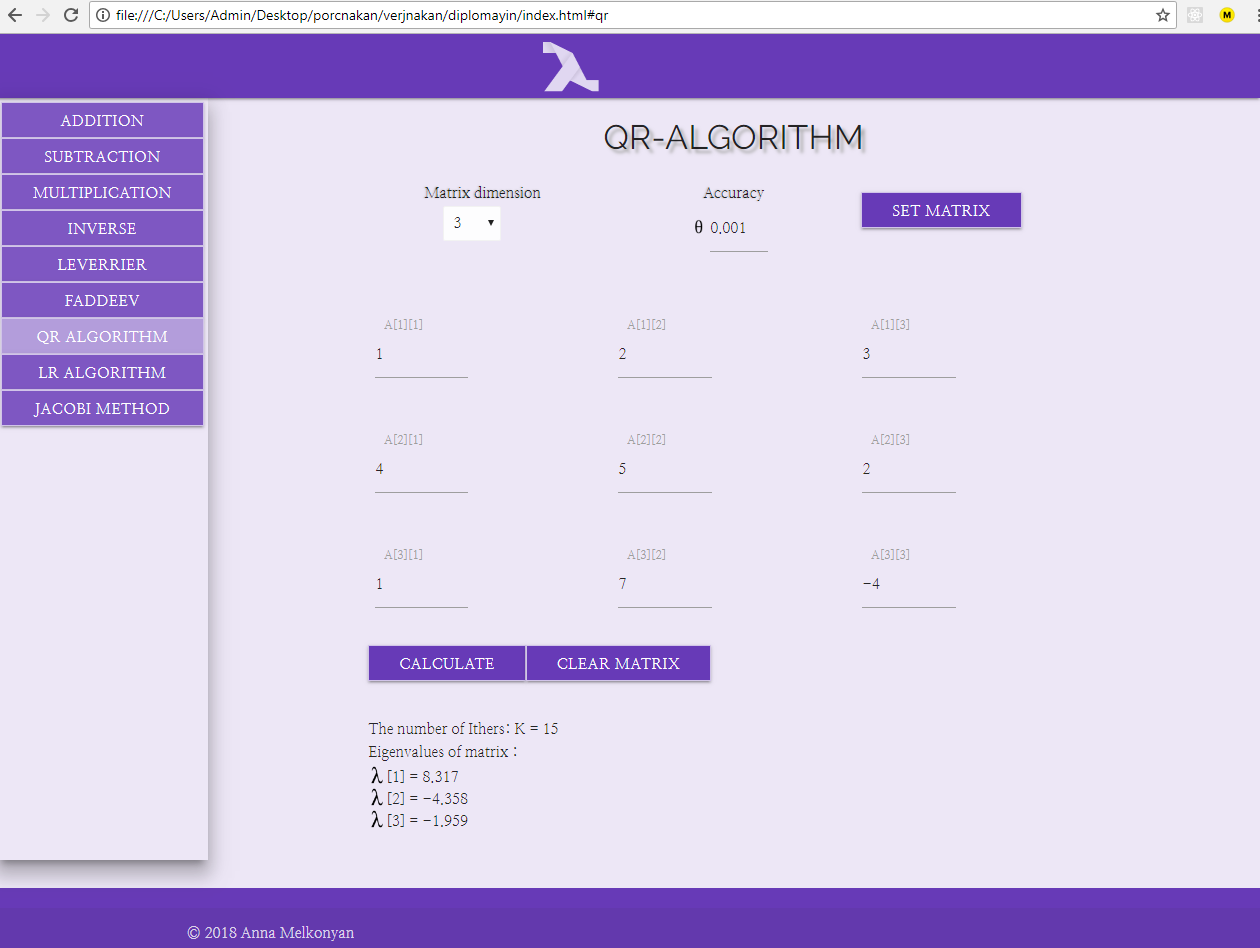 file:///C:/Users/Admin/Desktop/porcnakan/verjnakan/diplomayin/index.html#qr
M
λ
ADDITION
SUBTRACTION
MULTIPLICATION
INVERSE
LEVERRIER
FADDEEV
QR ALGORITHM
LR ALGORITHM
JACOBI METHOD
QR-ALGORITHM
Matrix dimension
3
Accuracy
θ 0.001
SET MATRIX
A[1][1] A[1][2] A[1][3]
1 2 3
A[2][1] A[2][2] A[2][3]
4 5 2
A[3][1] A[3][2] A[3][3]
1 7 -4
CALCULATE CLEAR MATRIX
The number of Ithers: K = 15
Eigenvalues of matrix :
λ [1] = 8.317
λ [2] = -4.358
λ [3] = -1.959
© 2018 Anna Melkonyan